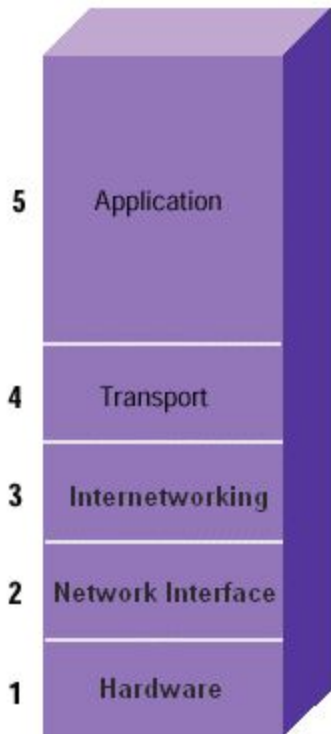 5 Application
4 Transport
3 Internetworking
2 Network Interface
1 Hardware